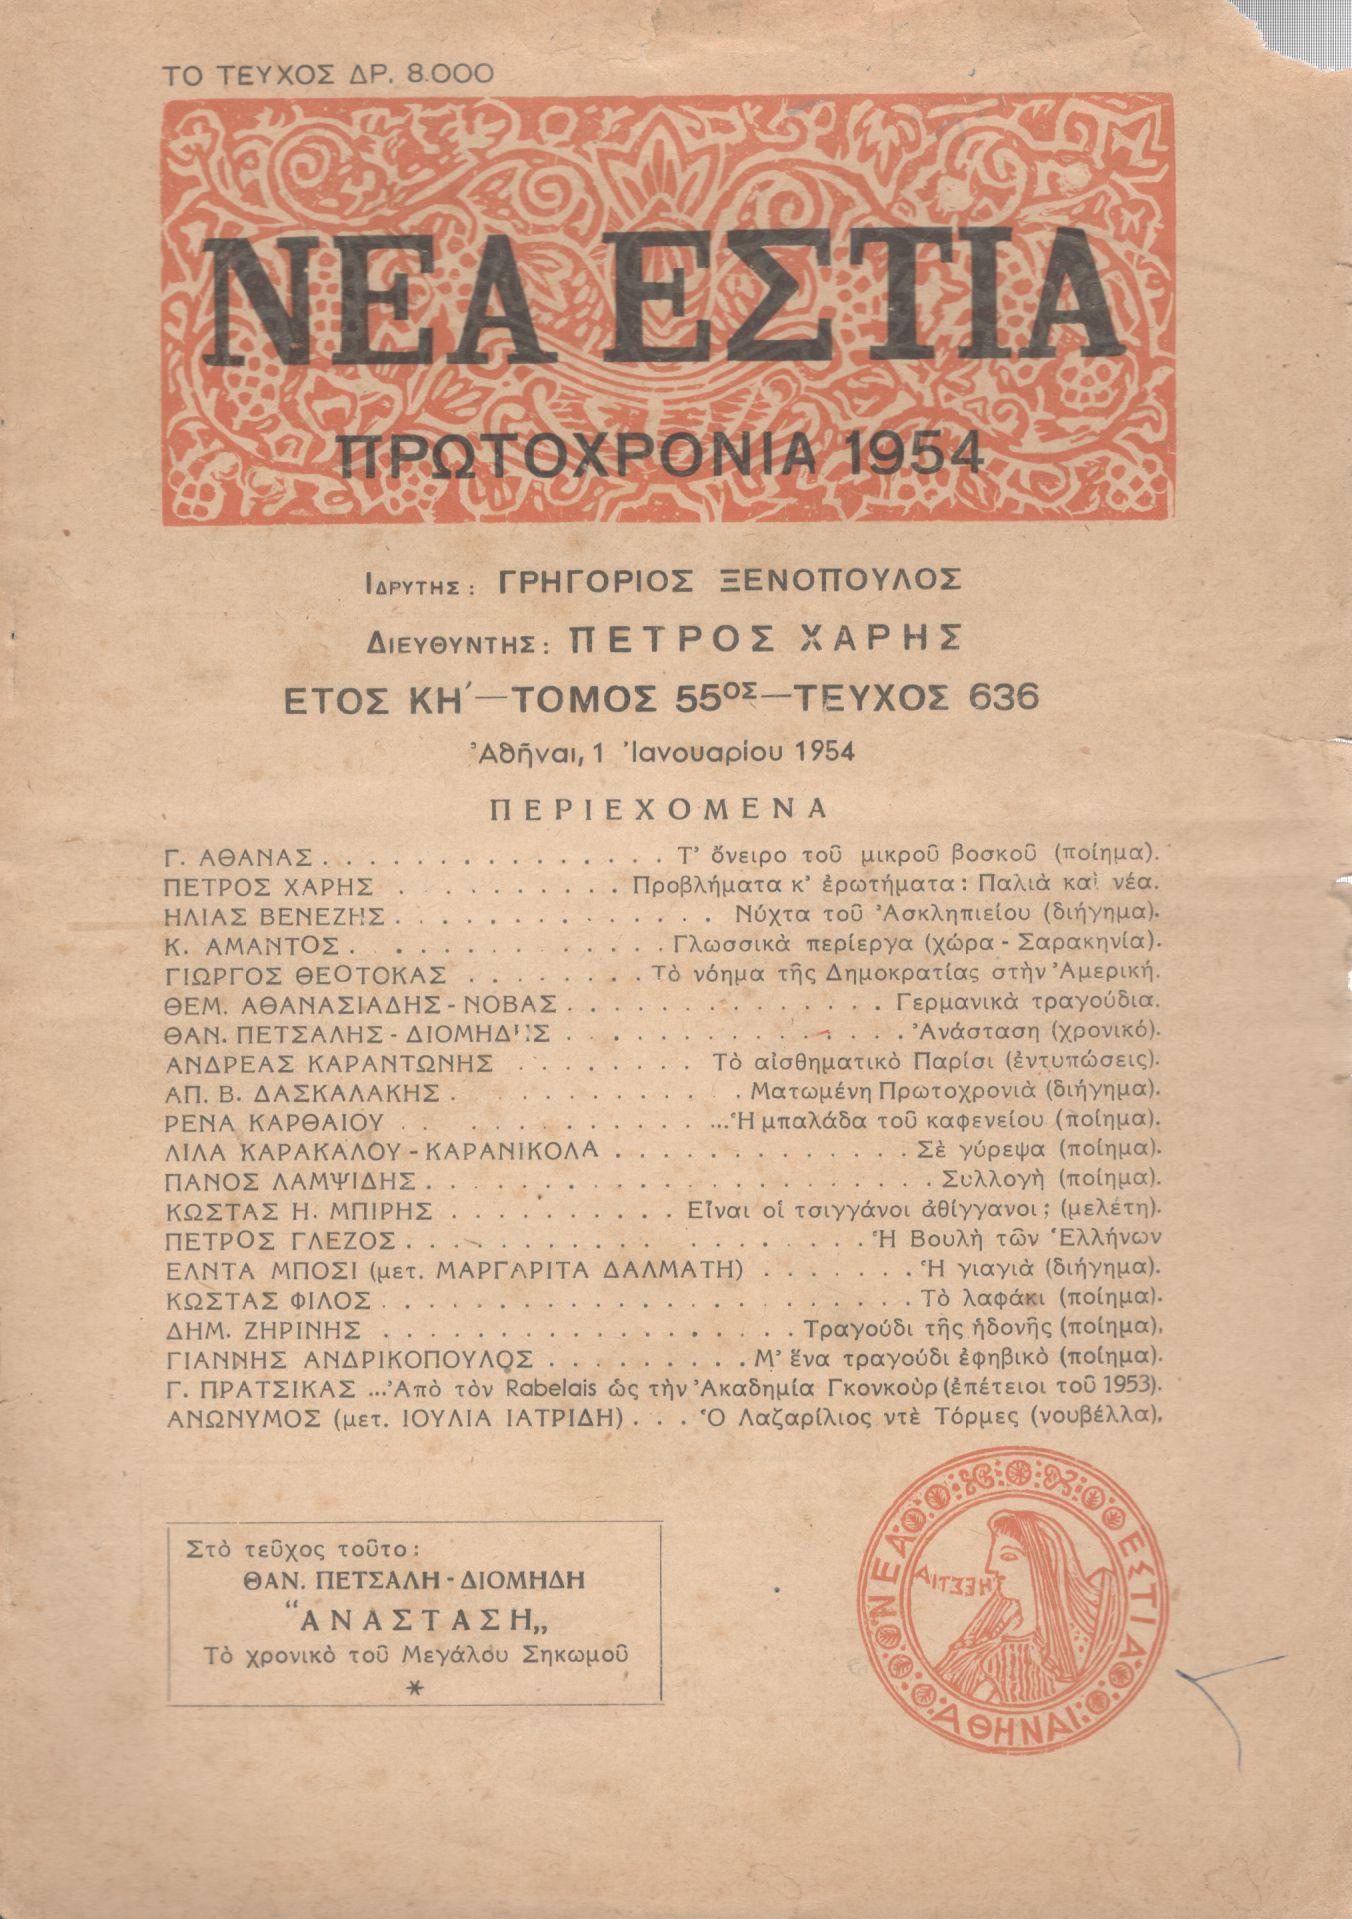 ΤΟ ΤΕΥΧΟΣ ΔΡ. 8.000
ΝΕΑ ΕΣΤΙΑ
ΠΡΩΤΟΧΡΟΝΙΑ 1954
ΙΔΡΥΤΗΣ: ΓΡΗΓΟΡΙΟΣ ΞΕΝΟΠΟΥΛΟΣ
ΔΙΕΥΘΥΝΤΗΣ: ΠΕΤΡΟΣ ΧΑΡΗΣ
ΕΤΟΣ ΚΗ΄—ΤΟΜΟΣ 55ΟΣ—ΤΕΥΧΟΣ 636
Ἀθῆναι, 1 Ἰανουαρίου 1954
ΠΕΡΙΕΧΟΜΕΝΑ
Γ. ΑΘΑΝΑΣ . . . . . . . . . . . . . . . Τ' ὄνειρο τοῦ μικροῦ βοσκοῦ (ποίημα).
ΠΕΤΡΟΣ ΧΑΡΗΣ . . . . . . . . . . Προβλήματα κ' ἐρωτήματα: Παλιὰ καὶ νέα.
ΗΛΙΑΣ ΒΕΝΕΖΗΣ . . . . . . . . . . . . . . Νύχτα τοῦ Ἀσκληπιείου (διήγημα).
Κ. ΑΜΑΝΤΟΣ . . . . . . . . . . . . . . Γλωσσικὰ περίεργα (χώρα - Σαρακηνία).
ΓΙΩΡΓΟΣ ΘΕΟΤΟΚΑΣ . . . . . . . . Τὸ νόημα τῆς Δημοκρατίας στὴν Ἀμερική.
ΘΕΜ. ΑΘΑΝΑΣΙΑΔΗΣ - ΝΟΒΑΣ . . . . . . . . . . . . . . Γερμανικὰ τραγούδια.
ΘΑΝ. ΠΕΤΣΑΛΗΣ - ΔΙΟΜΗΔΗΣ . . . . . . . . . . . . . . . Ἀνάσταση (χρονικό).
ΑΝΔΡΕΑΣ ΚΑΡΑΝΤΩΝΗΣ . . . . . . . . Τὸ αἰσθηματικὸ Παρίσι (ἐντυπώσεις).
ΑΠ. Β. ΔΑΣΚΑΛΑΚΗΣ . . . . . . . . . . . . Ματωμένη Πρωτοχρονιὰ (διήγημα).
ΡΕΝΑ ΚΑΡΘΑΙΟΥ . . . . . . . . . . . . ...Ἡ μπαλάδα τοῦ καφενείου (ποίημα).
ΛΙΛΑ ΚΑΡΑΚΑΛΟΥ - ΚΑΡΑΝΙΚΟΛΑ . . . . . . . . . . . . . Σὲ γύρεψα (ποίημα).
ΠΑΝΟΣ ΛΑΜΨΙΔΗΣ . . . . . . . . . . . . . . . . . . . . . . Συλλογὴ (ποίημα).
ΚΩΣΤΑΣ Η. ΜΠΙΡΗΣ . . . . . . . . . . Εἶναι οἱ τσιγγάνοι ἀθίγγανοι; (μελέτη).
ΠΕΤΡΟΣ ΓΛΕΖΟΣ . . . . . . . . . . . . . . . . . . . Ἡ Βουλὴ τῶν Ἑλλήνων
ΕΛΝΤΑ ΜΠΟΣΙ (μετ. ΜΑΡΓΑΡΙΤΑ ΔΑΛΜΑΤΗ) . . . . . . . Ἡ γιαγιὰ (διήγημα).
ΚΩΣΤΑΣ ΦΙΛΟΣ . . . . . . . . . . . . . . . . . . . . . . . Τὸ λαφάκι (ποίημα).
ΔΗΜ. ΖΗΡΙΝΗΣ . . . . . . . . . . . . . . . . . . Τραγούδι τῆς ἡδονῆς (ποίημα).
ΓΙΑΝΝΗΣ ΑΝΔΡΙΚΟΠΟΥΛΟΣ . . . . . . . . . Μ' ἕνα τραγούδι ἐφηβικὸ (ποίημα).
Γ. ΠΡΑΤΣΙΚΑΣ ...Ἀπὸ τὸν Rabelais ὡς τὴν Ἀκαδημία Γκονκοὺρ (ἐπέτειοι τοῦ 1953).
ΑΝΩΝΥΜΟΣ (μετ. ΙΟΥΛΙΑ ΙΑΤΡΙΔΗ) . . . Ὁ Λαζαρίλιος ντὲ Τόρμες (νουβέλλα).
Στὸ τεῦχος τοῦτο:
ΘΑΝ. ΠΕΤΣΑΛΗ - ΔΙΟΜΗΔΗ
“ΑΝΑΣΤΑΣΗ„
Τὸ χρονικὸ τοῦ Μεγάλου Σηκωμοῦ
*
ΝΕΑ ΕΣΤΙΑ
ΑΘΗΝΑΙ